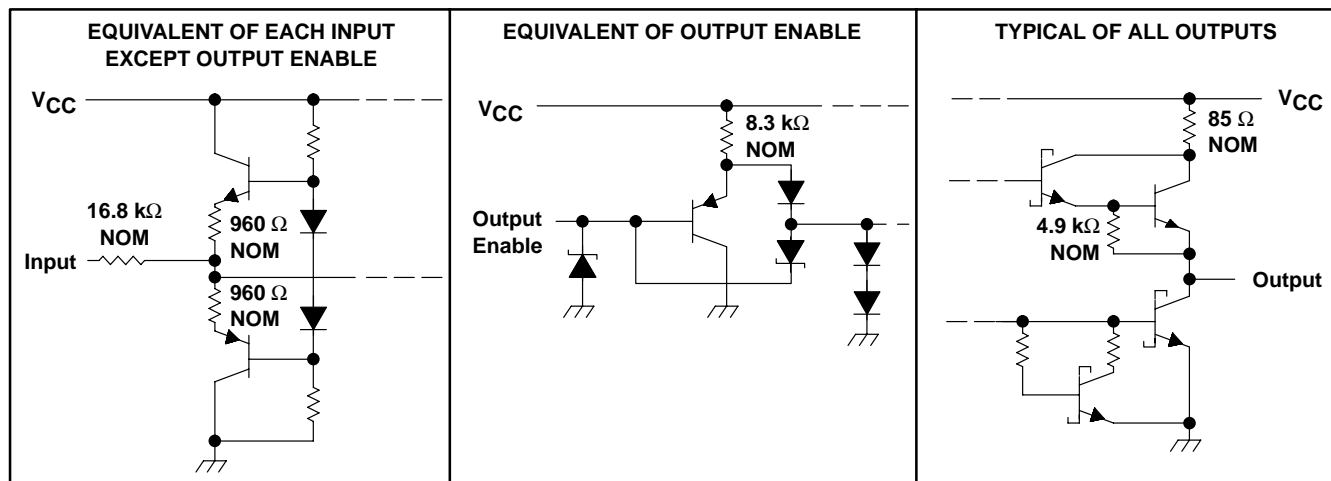 EQUIVALENT OF EACH INPUT
EXCEPT OUTPUT ENABLE
VCC
16.8 kΩ
NOM
960 Ω
NOM
Input
960 Ω
NOM
EQUIVALENT OF OUTPUT ENABLE
VCC
8.3 kΩ
NOM
Output
Enable
TYPICAL OF ALL OUTPUTS
VCC
85 Ω
NOM
4.9 kΩ
NOM
Output